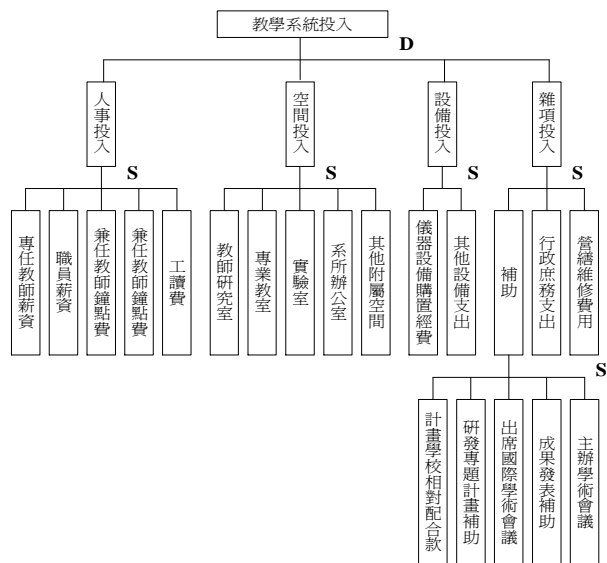 教學系統投入
D
人事投入
空間投入
設備投入
雜項投入
S
S
S
S
專任教師薪資
職員薪資
兼任教師鐘點費
兼任教師鐘點費
工讀費
教師研究室
專業教室
實驗室
系所辦公室
其他附屬空間
儀器設備購置經費
其他設備支出
補助
行政庶務支出
營繕維修費用
S
計畫學校相對配合款
研發專題計畫補助
出席國際學術會議
成果發表補助
主辦學術會議